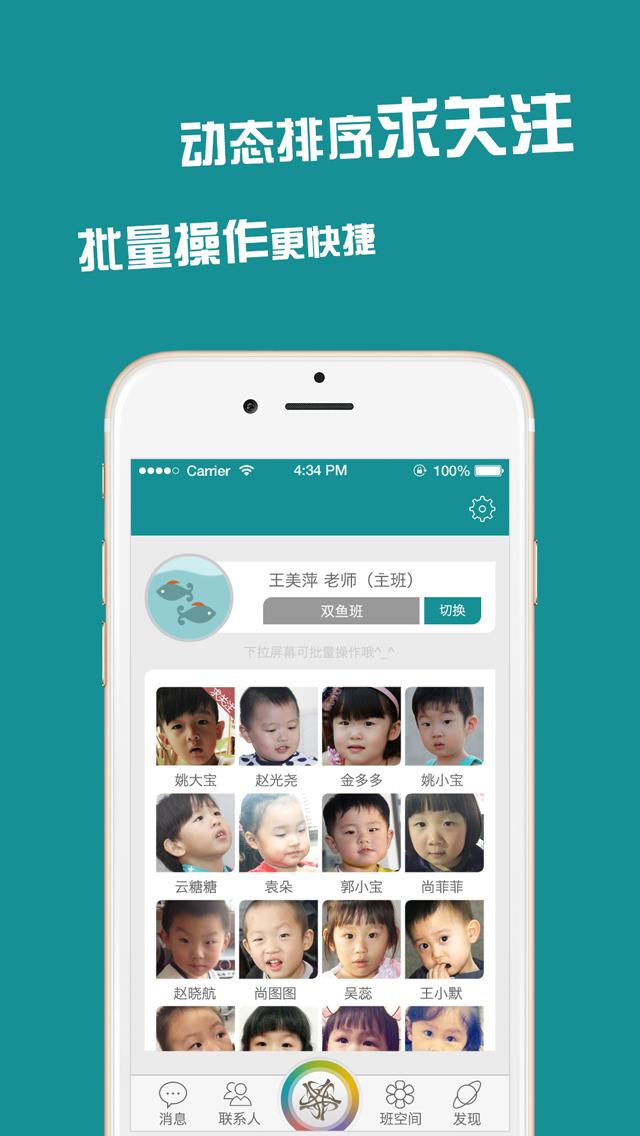 动态排序求关注
批量操作更快捷
Carrier 4:34 PM 100%
王美萍 老师（主班）
双鱼班 切换
下拉屏幕可批量操作哦^_^
求关注
姚大宝 赵光尧 金多多 姚小宝
云糖糖 袁朵 郭小宝 尚菲菲
赵晓航 尚图图 吴蕊 王小默
消息 联系人 班空间 发现